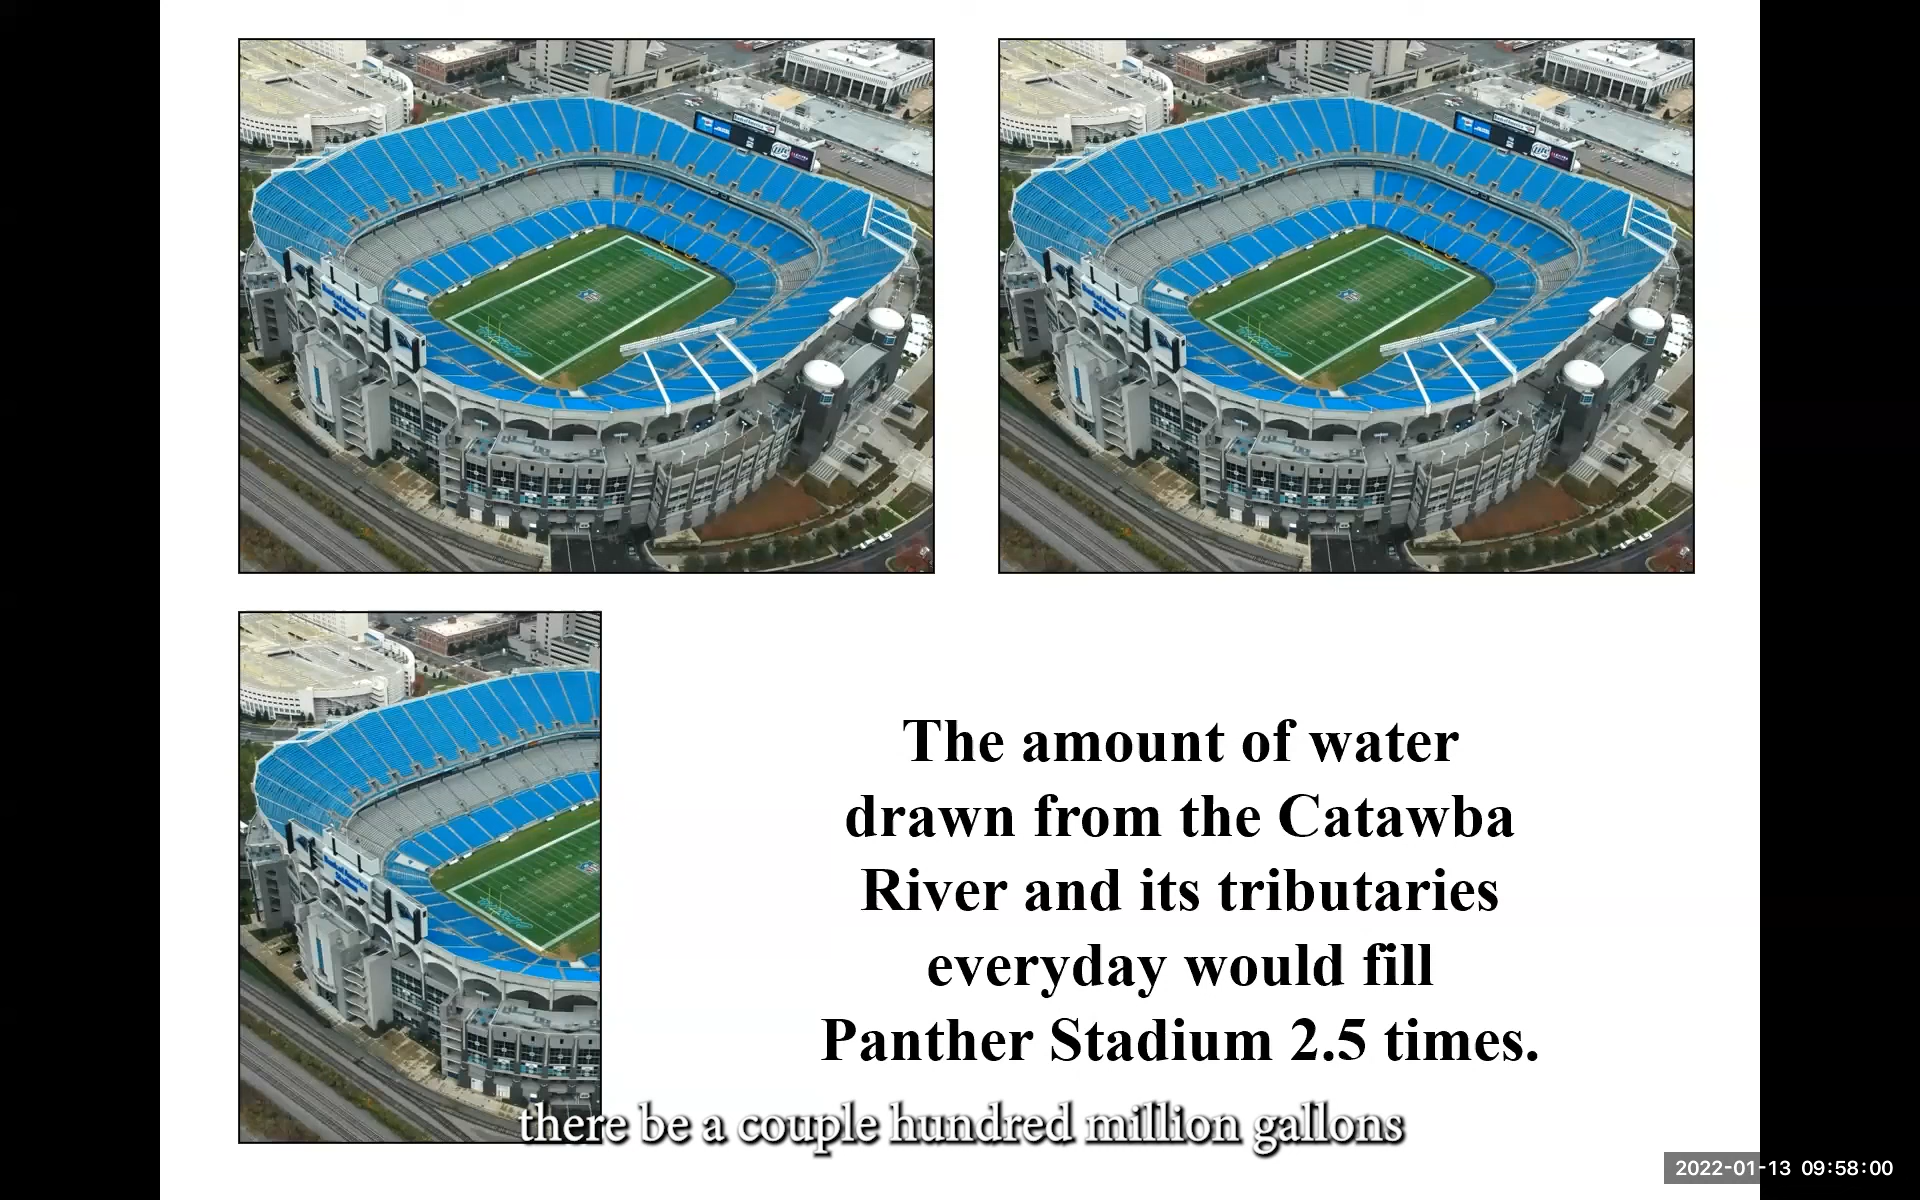 The amount of water
drawn from the Catawba
River and its tributaries
everyday would fill
Panther Stadium 2.5 times.
there be a couple hundred million gallons
2022-01-13 09:58:00